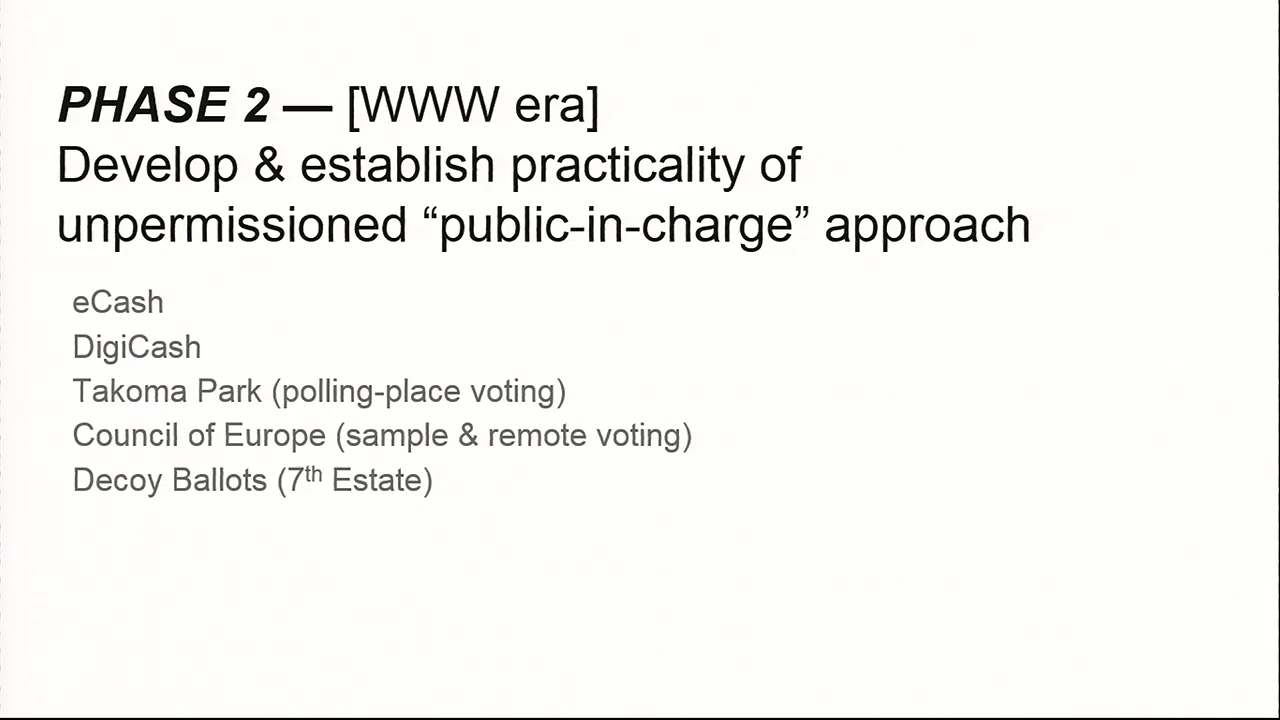 PHASE 2 — [WWW era]
Develop & establish practicality of
unpermissioned “public-in-charge” approach
eCash
DigiCash
Takoma Park (polling-place voting)
Council of Europe (sample & remote voting)
Decoy Ballots (7th Estate)